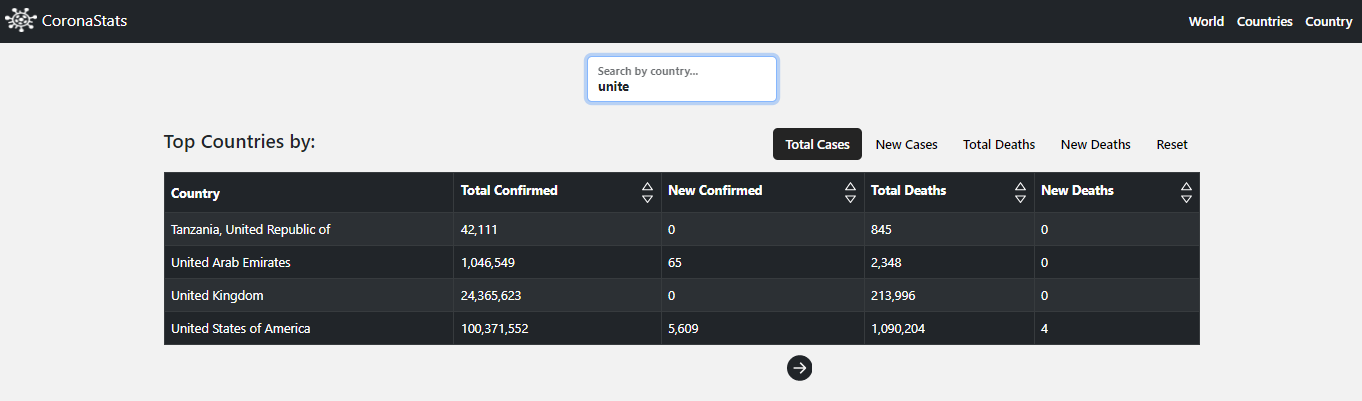 CoronaStats World Countries Country
Search by country...
unite
Top Countries by: Total Cases New Cases Total Deaths New Deaths Reset
Country Total Confirmed New Confirmed Total Deaths New Deaths
Tanzania, United Republic of 42,111 0 845 0
United Arab Emirates 1,046,549 65 2,348 0
United Kingdom 24,365,623 0 213,996 0
United States of America 100,371,552 5,609 1,090,204 4